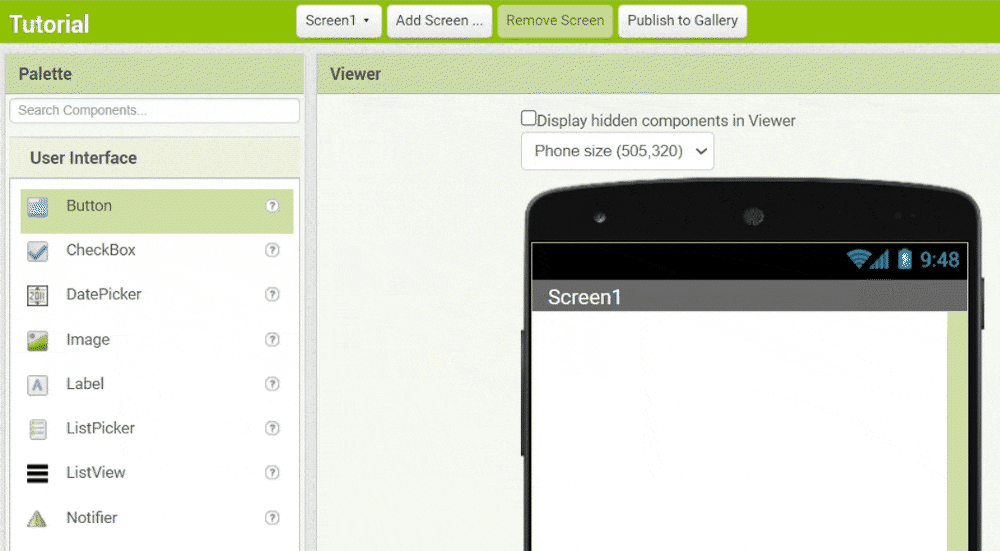 Tutorial
Screen1
Add Screen ...
Remove Screen
Publish to Gallery
Palette
Viewer
Search Components...
Display hidden components in Viewer
Phone size (505,320)
User Interface
Button ?
CheckBox ?
DatePicker ?
Image ?
Label ?
ListPicker ?
ListView ?
Notifier ?
9:48
Screen1